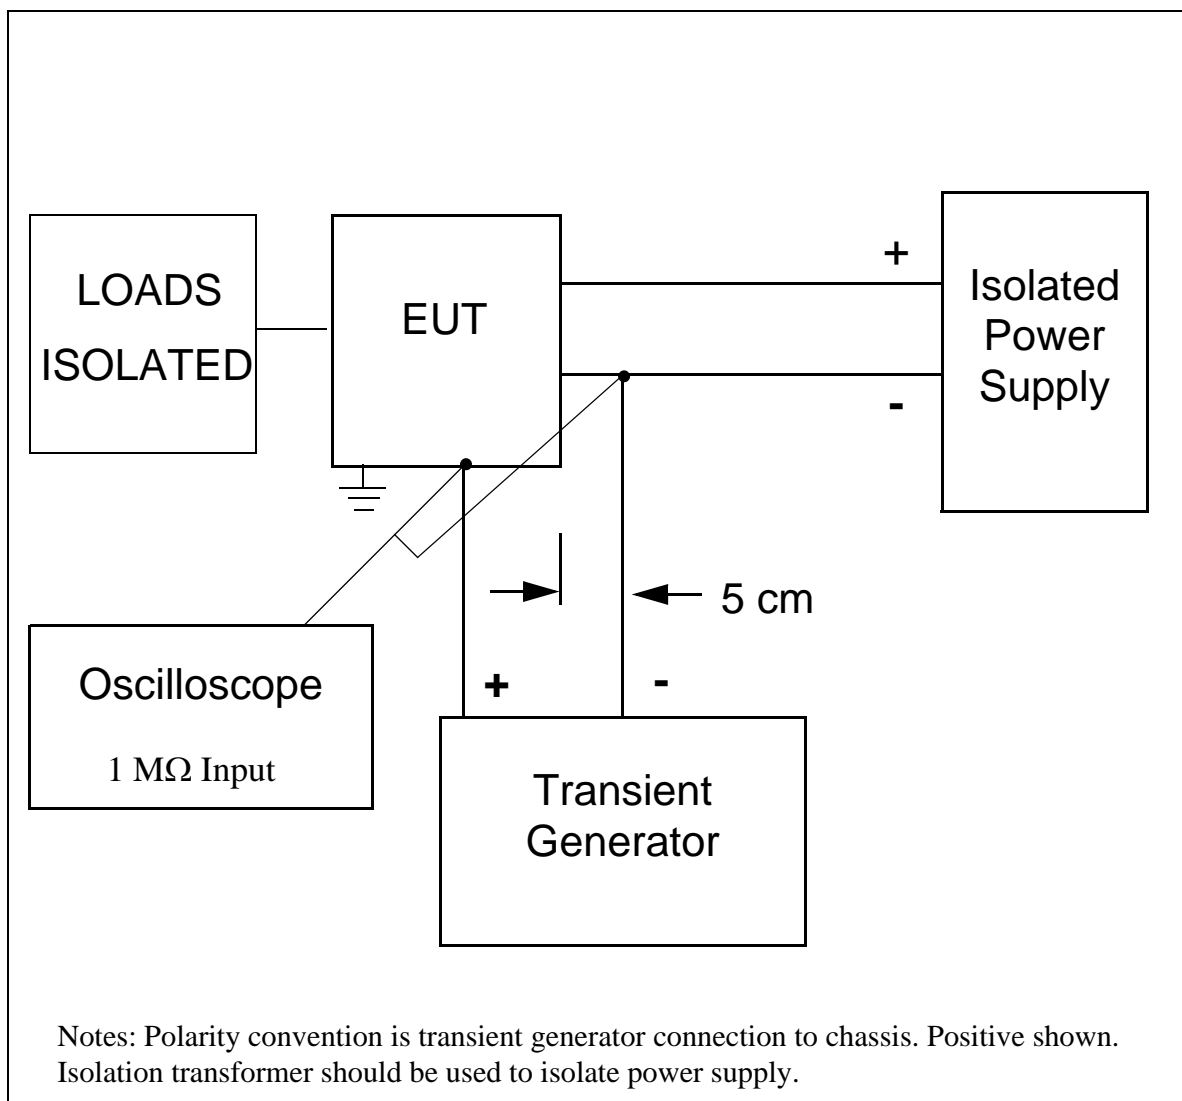 LOADS
ISOLATED
EUT
+
-
Isolated
Power
Supply
5 cm
+
-
Oscilloscope
1 MΩ Input
Transient
Generator
Notes: Polarity convention is transient generator connection to chassis. Positive shown.
Isolation transformer should be used to isolate power supply.